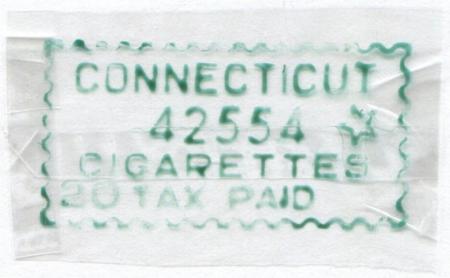 CONNECTICUT
42554
CIGARETTES
20 TAX PAID